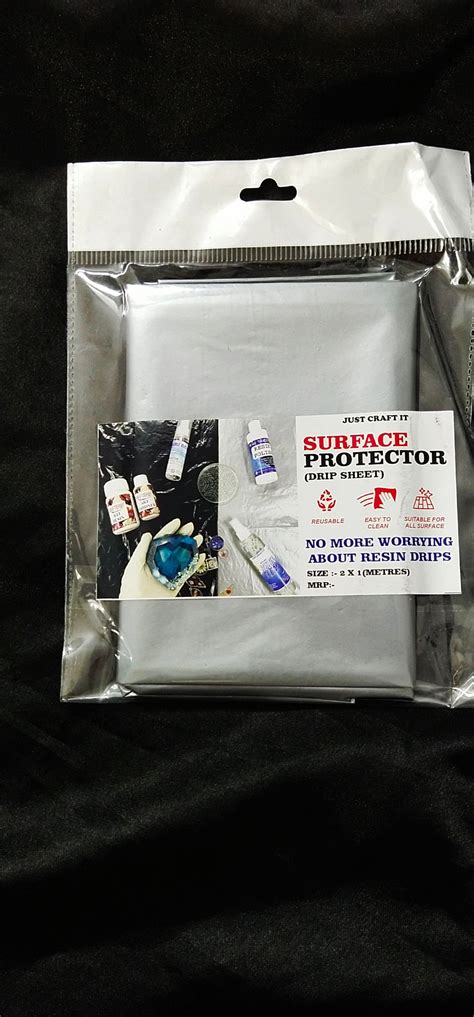 JUST CRAFT IT
SURFACE
PROTECTOR
(DRIP SHEET)
REUSABLE
EASY TO
CLEAN
SUITABLE FOR
ALL SURFACE
NO MORE WORRYING
ABOUT RESIN DRIPS
SIZE :- 2 X 1(METRES)
MRP:-